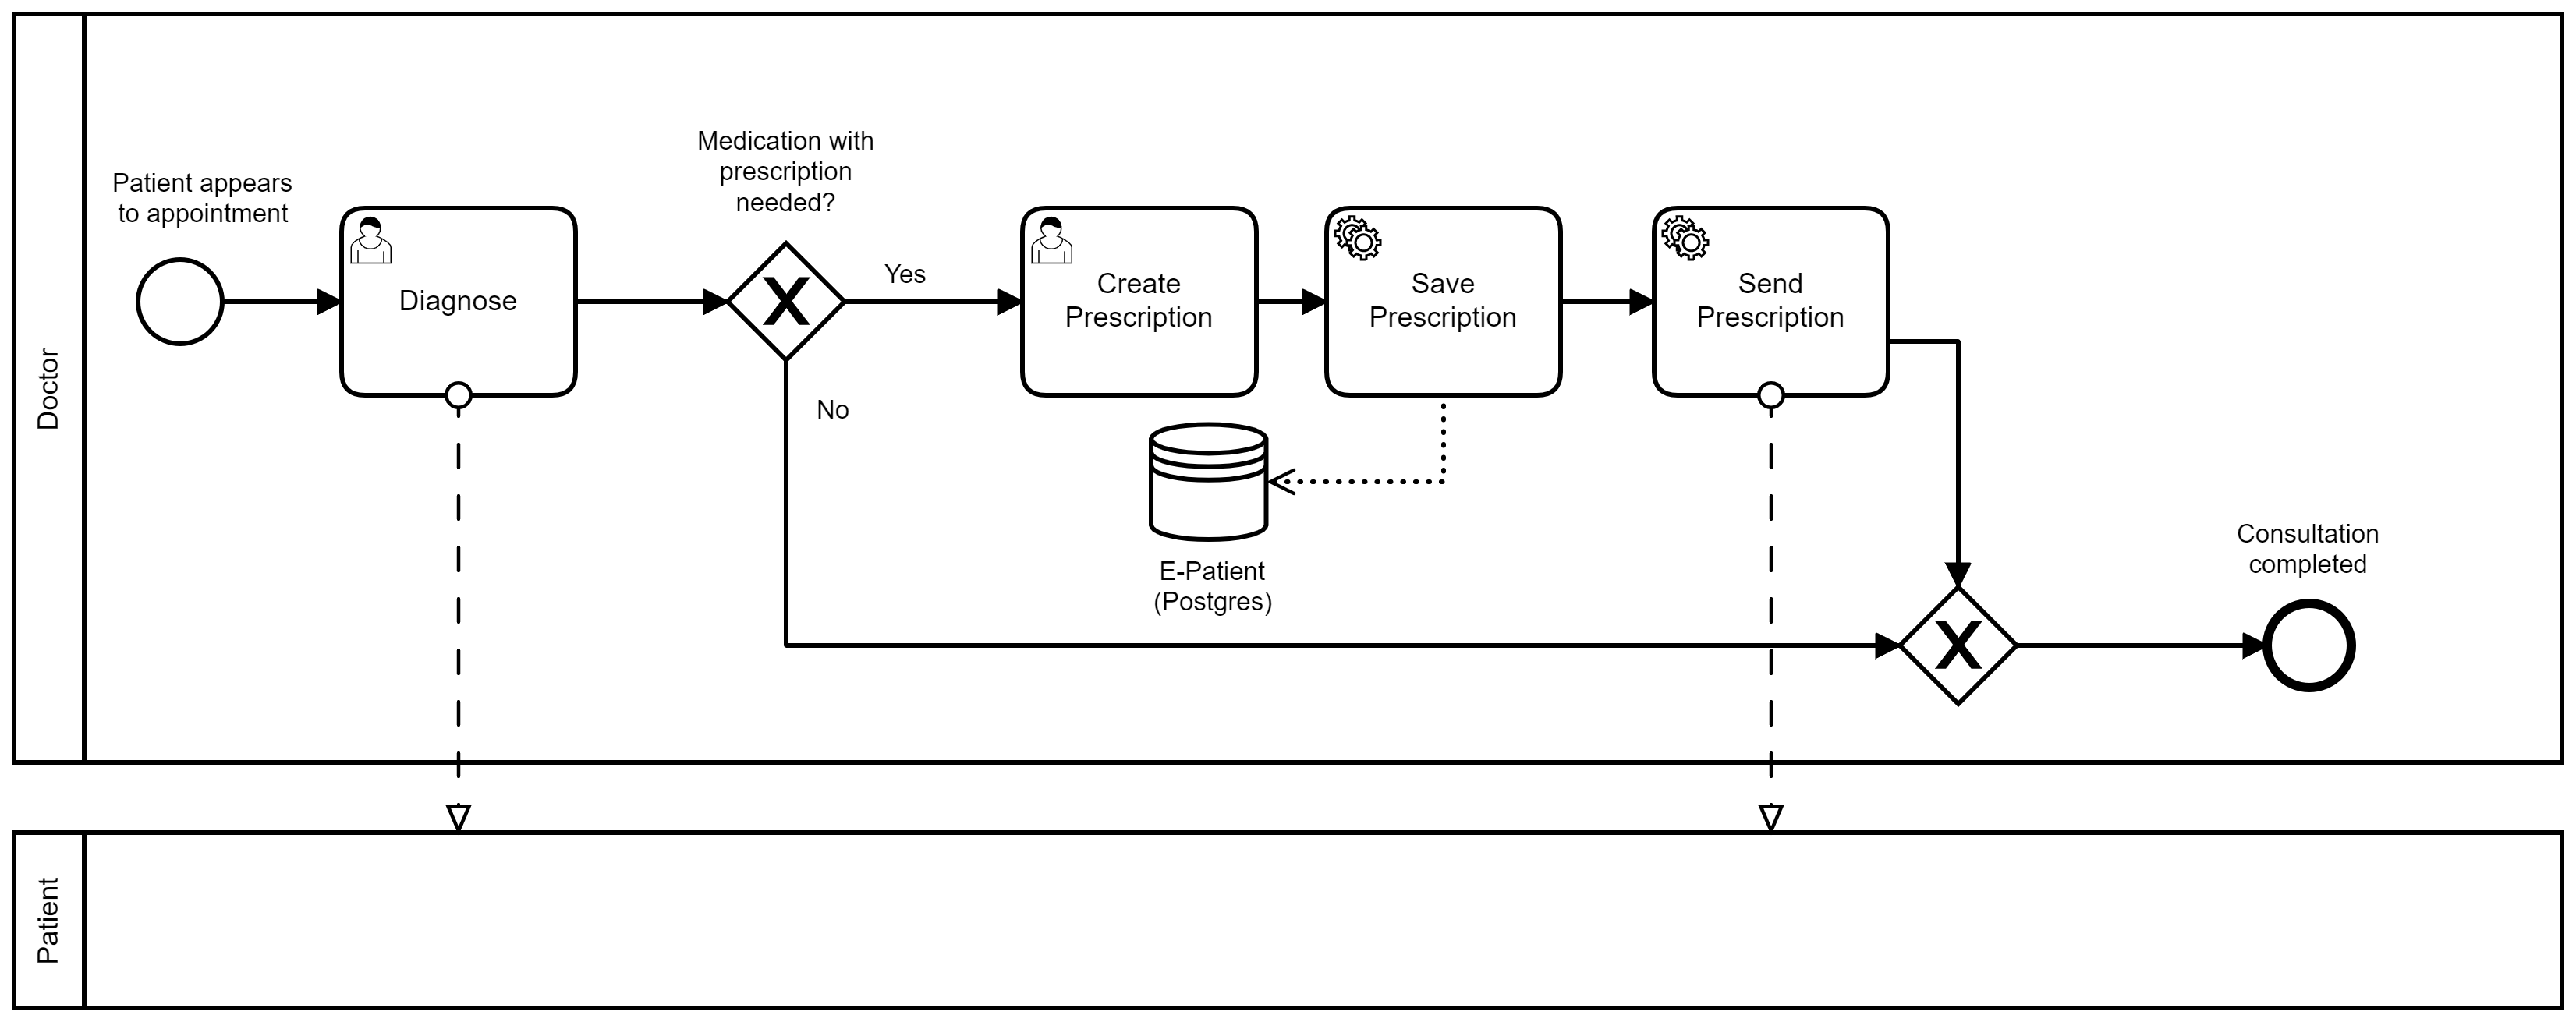 Doctor
Patient appears
to appointment
Diagnose
Medication with
prescription
needed?
Yes
No
Create
Prescription
Save
Prescription
Send
Prescription
E-Patient
(Postgres)
Consultation
completed
Patient